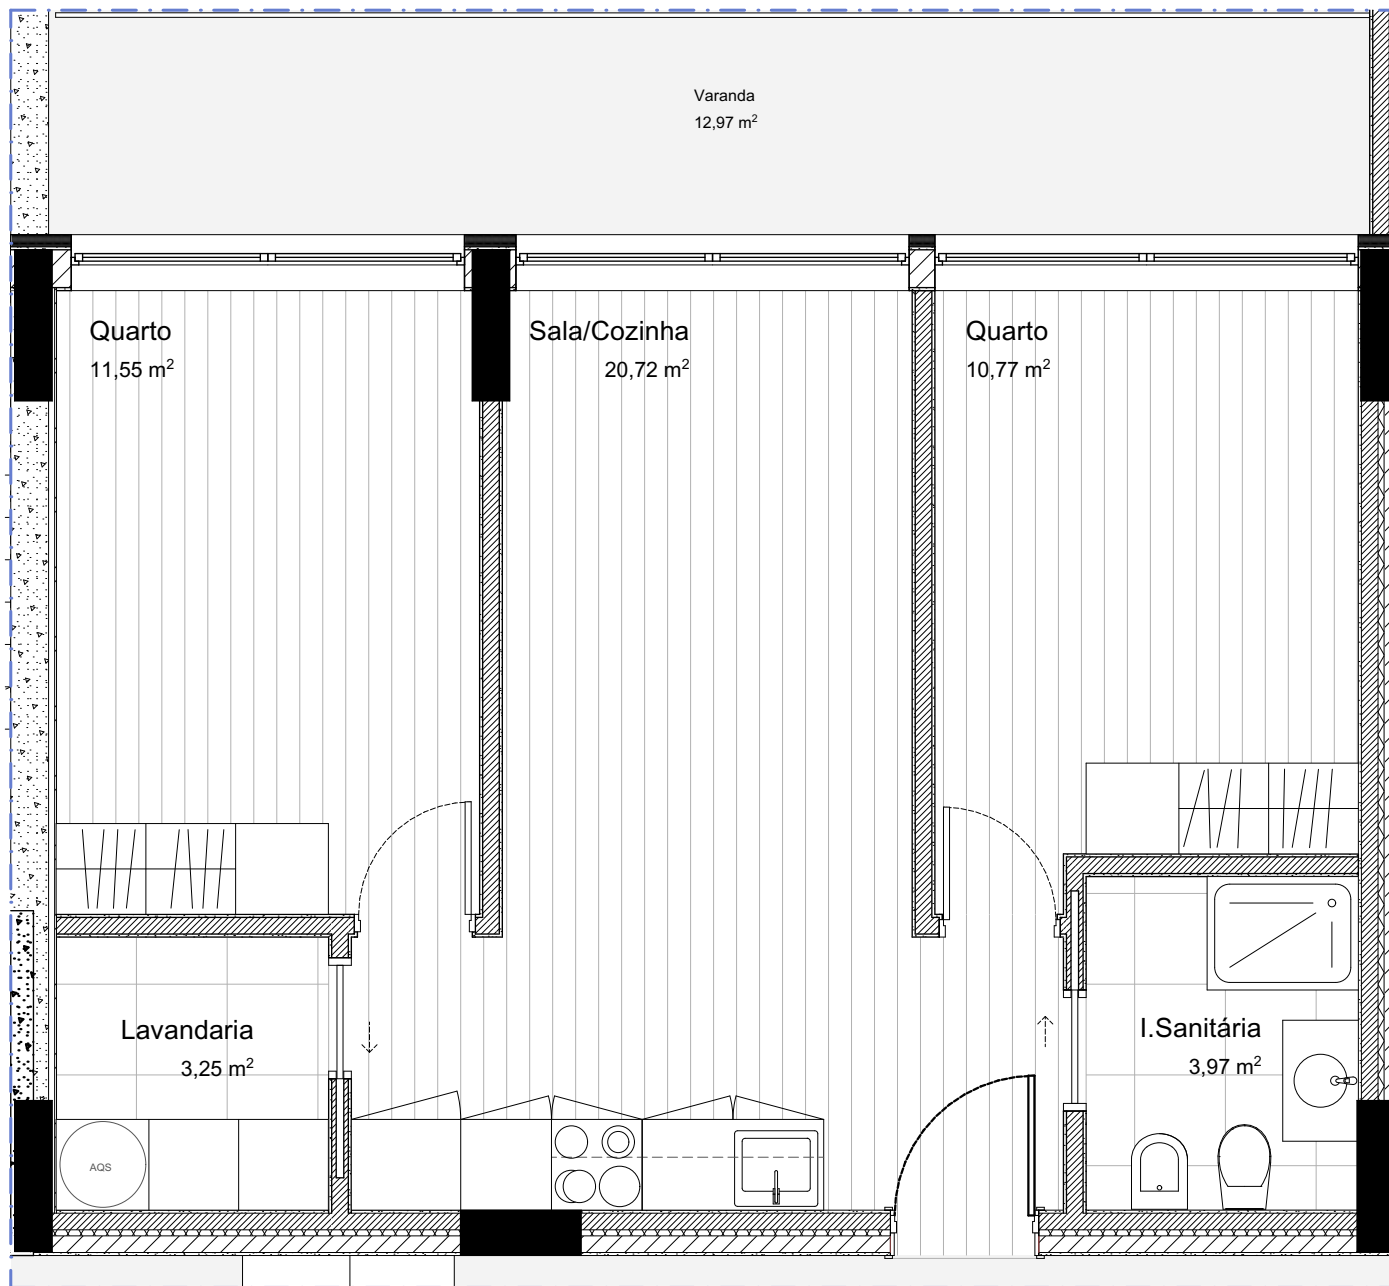 Varanda
12,97 m²
Quarto
11,55 m²
Sala/Cozinha
20,72 m²
Quarto
10,77 m²
Lavandaria
3,25 m²
I.Sanitária
3,97 m²
AQS